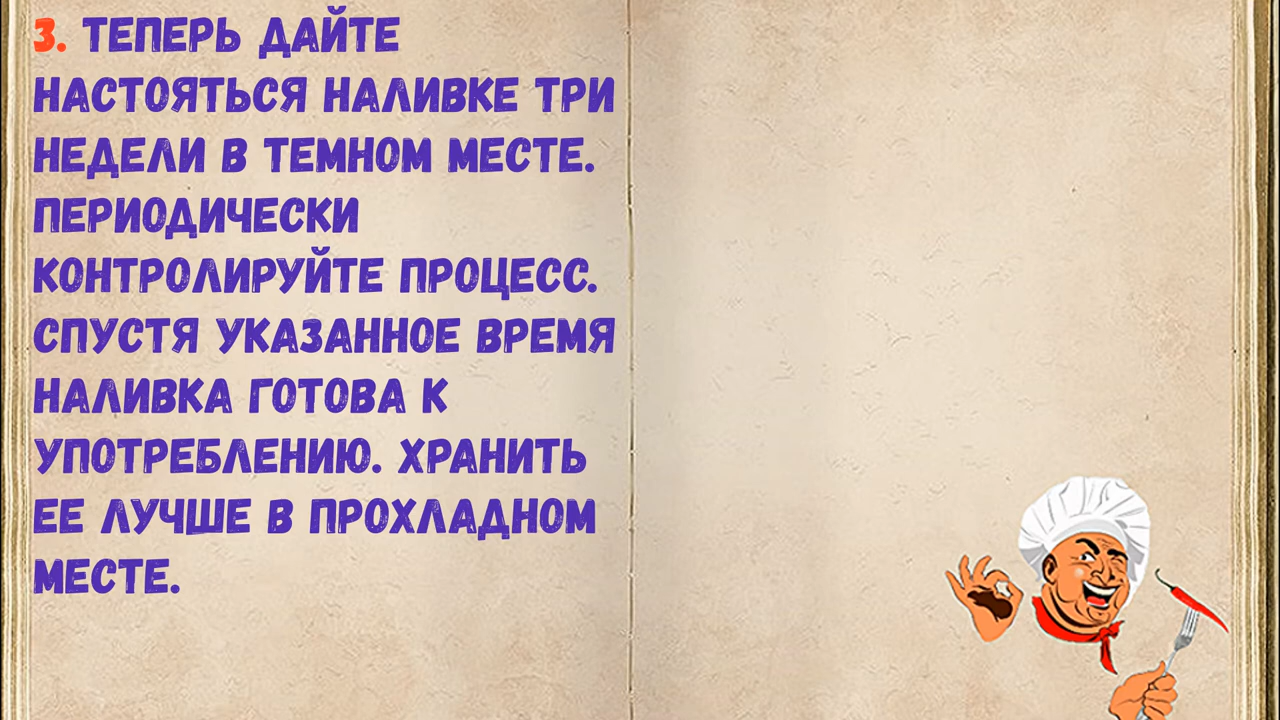 3. ТЕПЕРЬ ДАЙТЕ
НАСТОЯТЬСЯ НАЛИВКЕ ТРИ
НЕДЕЛИ В ТЕМНОМ МЕСТЕ.
ПЕРИОДИЧЕСКИ
КОНТРОЛИРУЙТЕ ПРОЦЕСС.
СПУСТЯ УКАЗАННОЕ ВРЕМЯ
НАЛИВКА ГОТОВА К
УПОТРЕБЛЕНИЮ. ХРАНИТЬ
ЕЕ ЛУЧШЕ В ПРОХЛАДНОМ
МЕСТЕ.